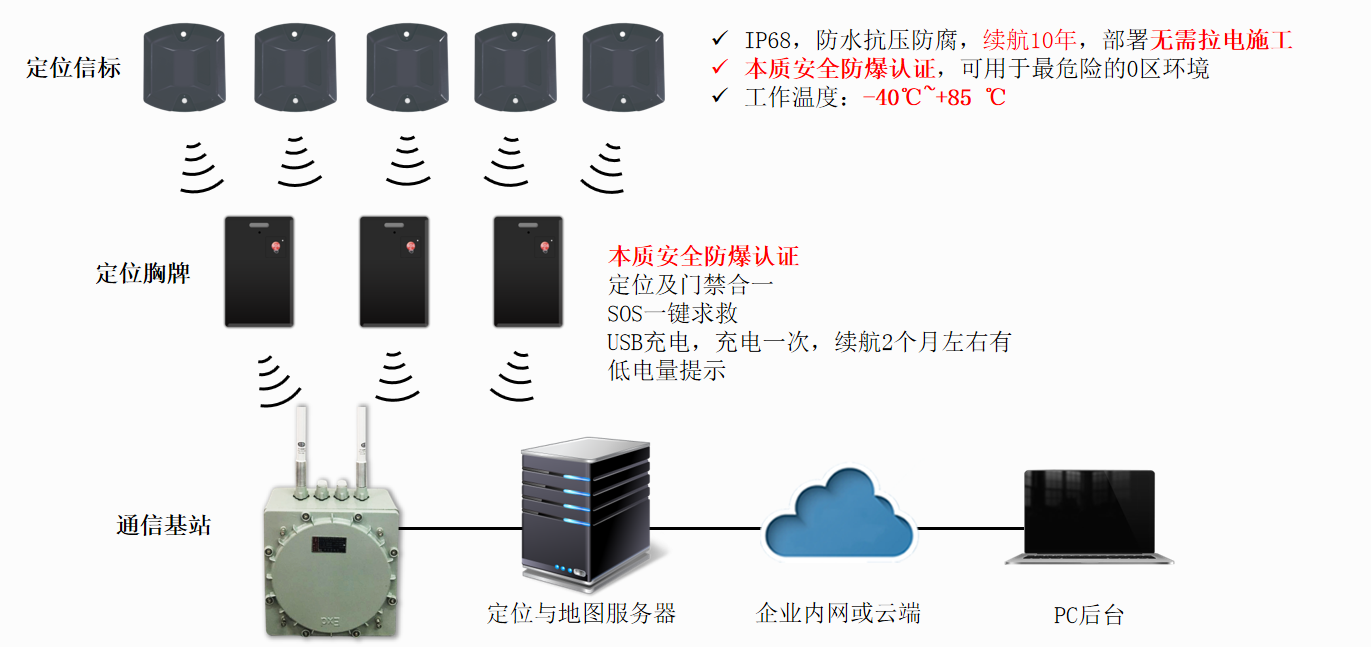 定位信标
✓ IP68，防水抗压防腐，续航10年，部署无需拉电施工
✓ 本质安全防爆认证，可用于最危险的0区环境
✓ 工作温度：-40℃~+85 ℃
定位胸牌
本质安全防爆认证
定位及门禁合一
SOS一键求救
USB充电，充电一次，续航2个月左右有
低电量提示
通信基站
定位与地图服务器
企业内网或云端
PC后台